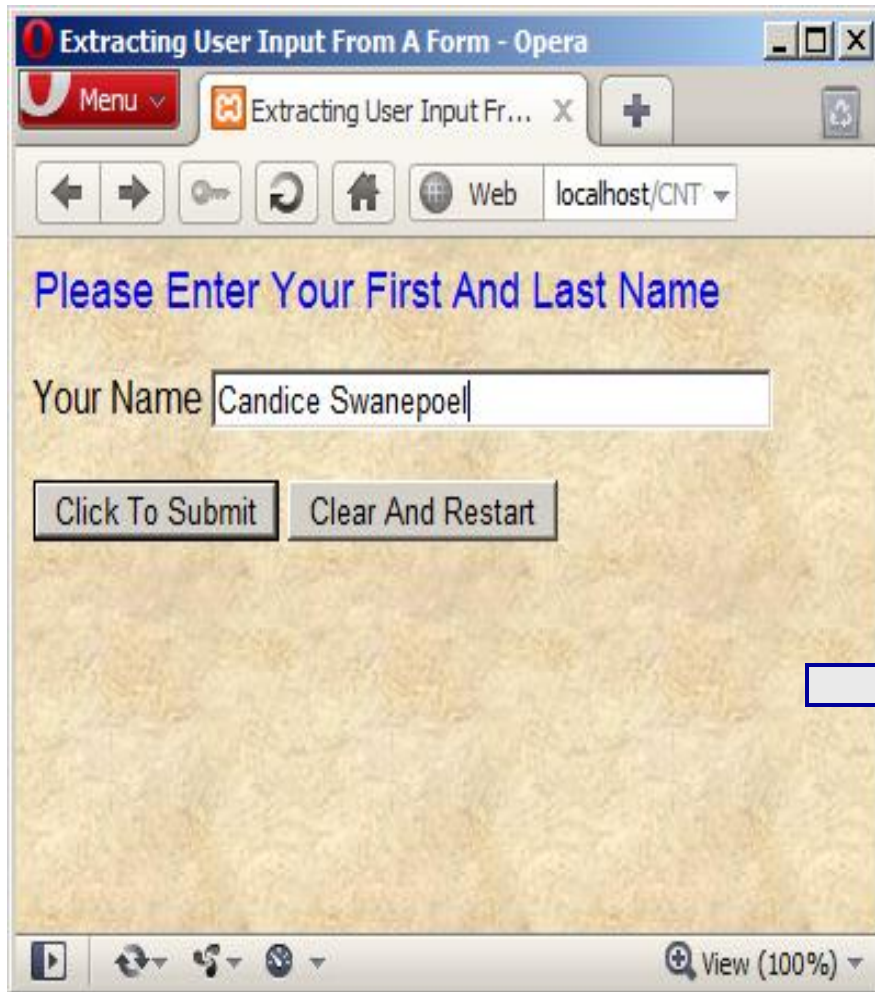 Extracting User Input From A Form - Opera
Menu
Extracting User Input Fr... X
Web localhost/CNT
Please Enter Your First And Last Name
Your Name Candice Swanepoel
Click To Submit Clear And Restart
View (100%)